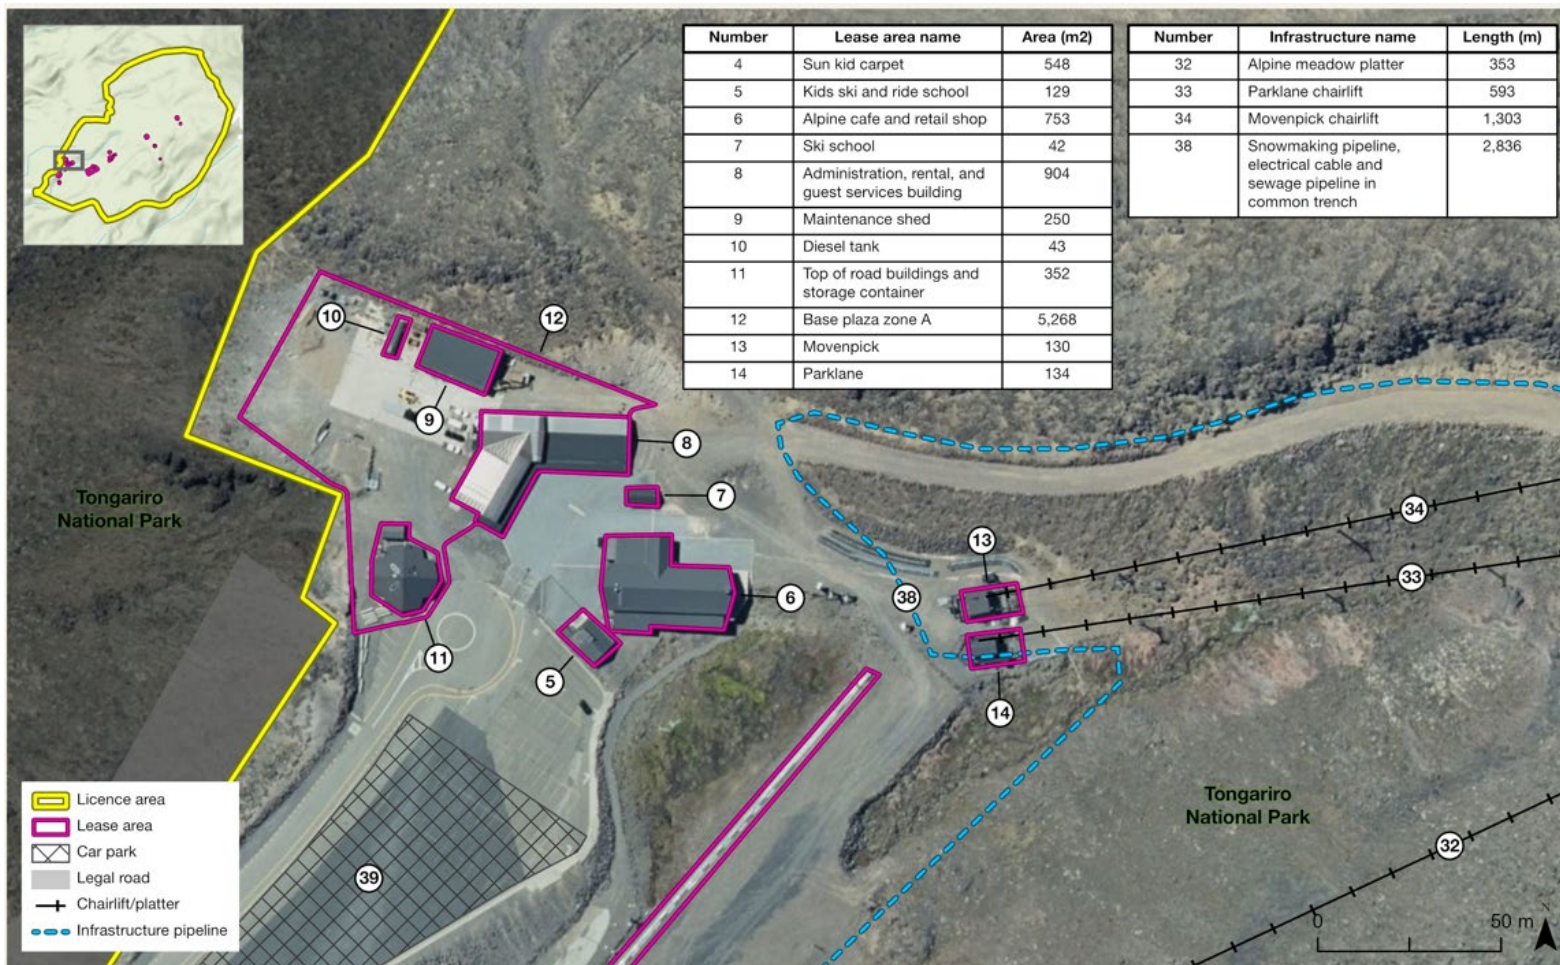 Number Lease area name Area (m2)
4 Sun kid carpet 548
5 Kids ski and ride school 129
6 Alpine cafe and retail shop 753
7 Ski school 42
8 Administration, rental, and 904
guest services building
9 Maintenance shed 250
10 Diesel tank 43
11 Top of road buildings and 352
storage container
12 Base plaza zone A 5,268
13 Movenpick 130
14 Parklane 134
Number Infrastructure name Length (m)
32 Alpine meadow platter 353
33 Parklane chairlift 593
34 Movenpick chairlift 1,303
38 Snowmaking pipeline, 2,836
electrical cable and
sewage pipeline in
common trench
10
12
9
8
7
34
13
33
38
6
11
5
14
32
39
Tongariro
National Park
Tongariro
National Park
Licence area
Lease area
Car park
Legal road
Chairlift/platter
Infrastructure pipeline
0 50 m
N